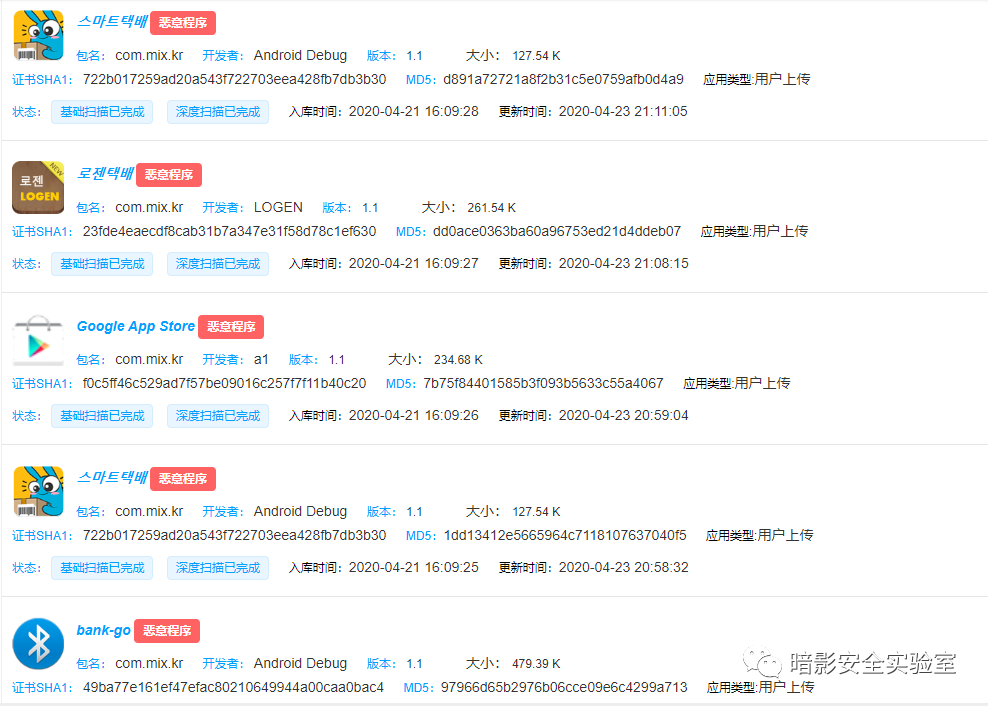 스마트택배 恶意程序
包名： com.mix.kr 开发者： Android Debug 版本： 1.1 大小： 127.54 K
证书SHA1： 722b017259ad20a543f722703eea428fb7db3b30 MD5： d891a72721a8f2b31c5e0759afb0d4a9 应用类型:用户上传
状态： 基础扫描已完成 深度扫描已完成 入库时间：2020-04-21 16:09:28 更新时间：2020-04-23 21:11:05
NEW
로젠
LOGEN
로젠택배 恶意程序
包名： com.mix.kr 开发者： LOGEN 版本： 1.1 大小： 261.54 K
证书SHA1： 23fde4eaecdf8cab31b7a347e31f58d78c1ef630 MD5： dd0ace0363ba60a96753ed21d4ddeb07 应用类型:用户上传
状态： 基础扫描已完成 深度扫描已完成 入库时间：2020-04-21 16:09:27 更新时间：2020-04-23 21:08:15
Google App Store 恶意程序
包名： com.mix.kr 开发者： a1 版本： 1.1 大小： 234.68 K
证书SHA1： f0c5ff46c529ad7f57be09016c257f7f11b40c20 MD5： 7b75f84401585b3f093b5633c55a4067 应用类型:用户上传
状态： 基础扫描已完成 深度扫描已完成 入库时间：2020-04-21 16:09:26 更新时间：2020-04-23 20:59:04
스마트택배 恶意程序
包名： com.mix.kr 开发者： Android Debug 版本： 1.1 大小： 127.54 K
证书SHA1： 722b017259ad20a543f722703eea428fb7db3b30 MD5： 1dd13412e5665964c7118107637040f5 应用类型:用户上传
状态： 基础扫描已完成 深度扫描已完成 入库时间：2020-04-21 16:09:25 更新时间：2020-04-23 20:58:32
bank-go 恶意程序
包名： com.mix.kr 开发者： Android Debug 版本： 1.1 大小： 479.39 K
证书SHA1： 49ba77e161ef47efac80210649944a00caa0bac4 MD5： 97966d65b2976b06cce09e6c4299a713 应用类型:用户上传
暗影安全实验室